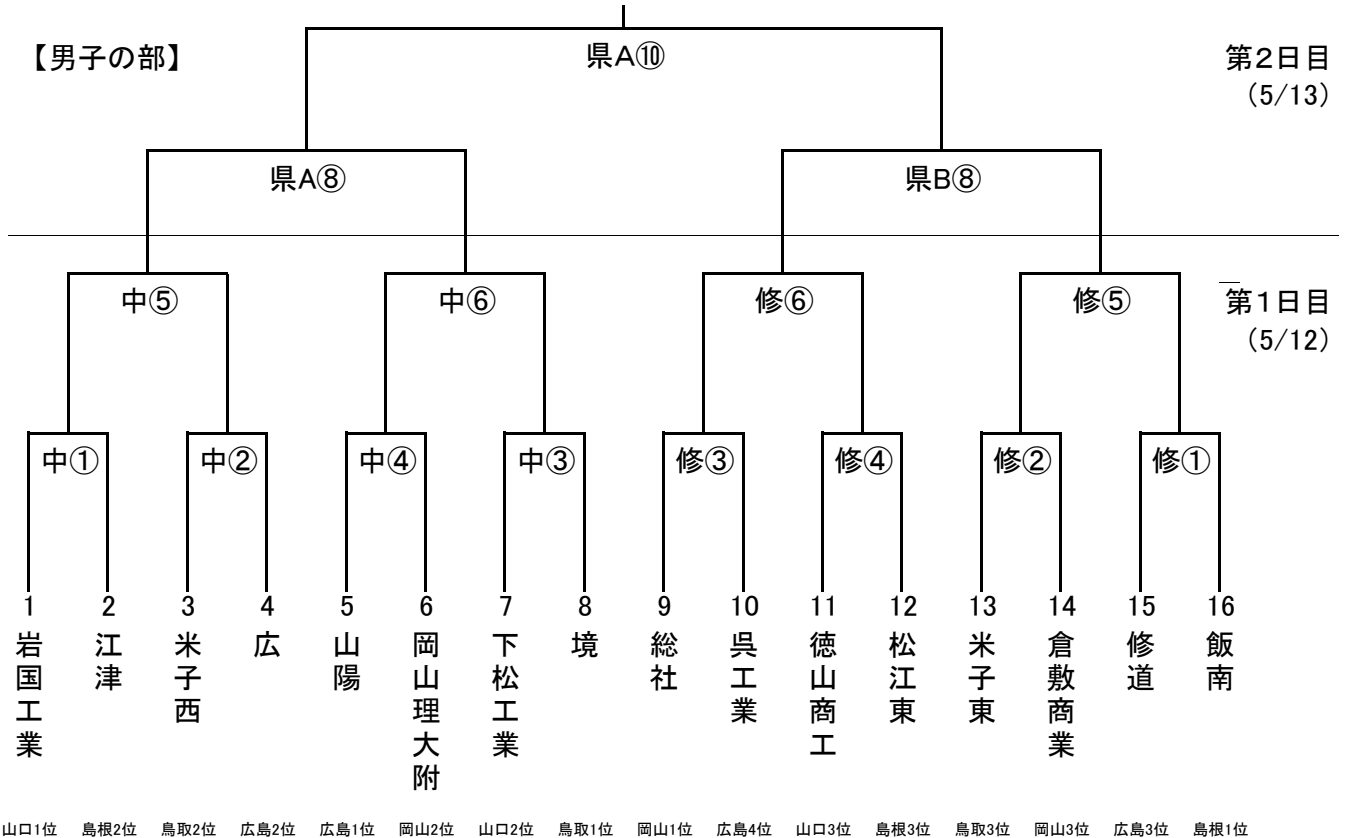 【男子の部】
県A⑩
第2日目
(5/13)
県A⑧
県B⑧
中⑤
中⑥
修⑥
修⑤
第1日目
(5/12)
中①
中②
中④
中③
修③
修④
修②
修①
1 2 3 4 5 6 7 8 9 10 11 12 13 14 15 16
岩国工業
江津
米子西
広
山陽
岡山理大附
下松工業
境
総社
呉工業
徳山商工
松江東
米子東
倉敷商業
修道
飯南
山口1位 島根2位 鳥取2位 広島2位 広島1位 岡山2位 山口2位 鳥取1位 岡山1位 広島4位 山口3位 島根3位 鳥取3位 岡山3位 広島3位 島根1位